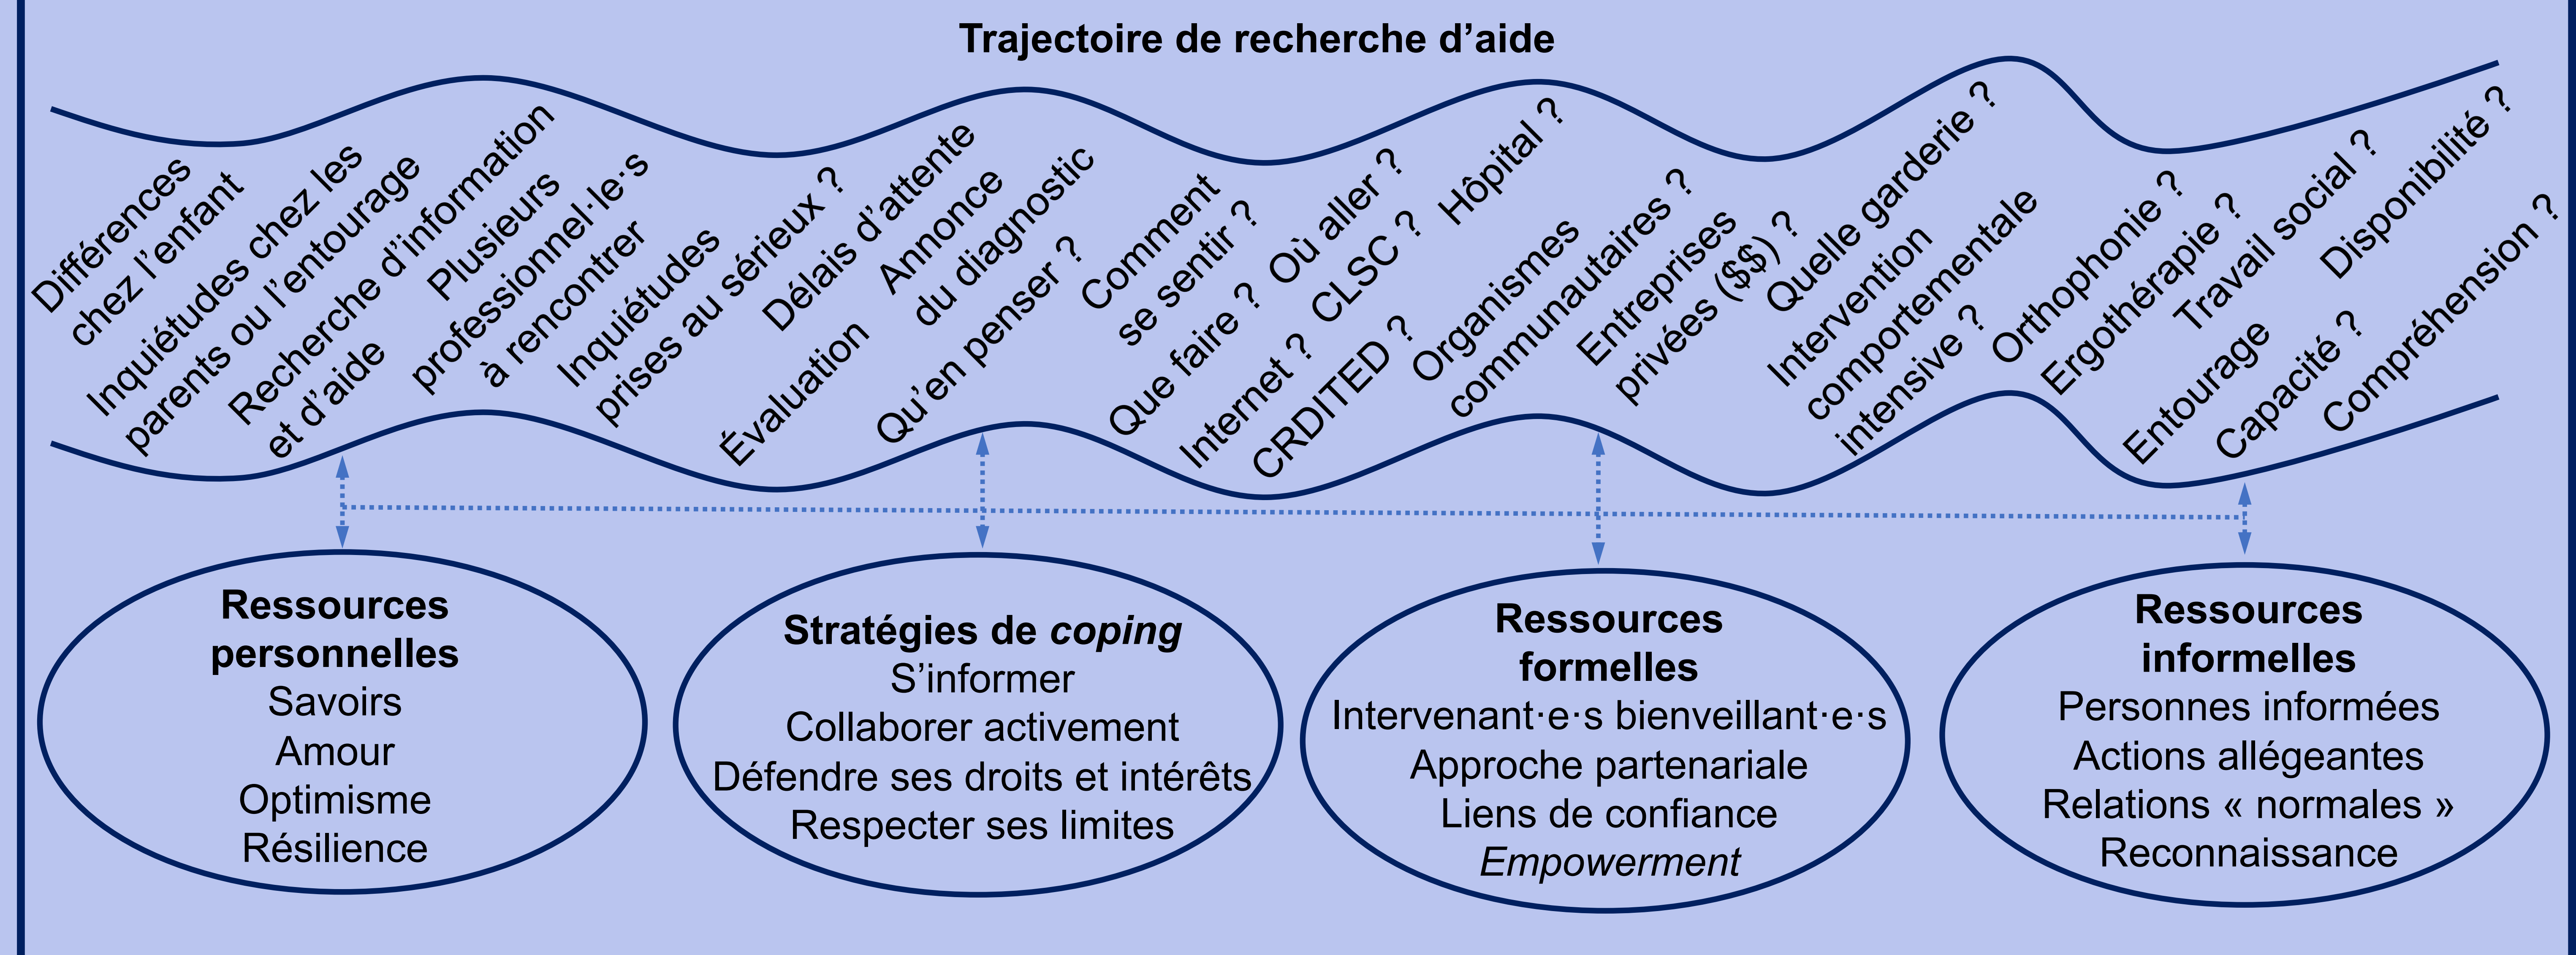 Trajectoire de recherche d’aide
Différences
chez l’enfant
Inquiétudes chez les
parents ou l’entourage
Recherche d’information
et d’aide
Plusieurs
professionnel·le·s
à rencontrer
Inquiétudes
prises au sérieux ?
Délais d’attente
Évaluation
Annonce
du diagnostic
Qu’en penser ?
Comment
se sentir ?
Que faire ?
Où aller ?
Internet ?
CLSC ?
Hôpital ?
CRDITED ?
Organismes
communautaires ?
Entreprises
privées ($$) ?
Quelle garderie ?
Intervention
comportementale
intensive ?
Orthophonie ?
Ergothérapie ?
Travail social ?
Entourage
Disponibilité ?
Capacité ?
Compréhension ?
Ressources
personnelles
Savoirs
Amour
Optimisme
Résilience
Stratégies de coping
S’informer
Collaborer activement
Défendre ses droits et intérêts
Respecter ses limites
Ressources
formelles
Intervenant·e·s bienveillant·e·s
Approche partenariale
Liens de confiance
Empowerment
Ressources
informelles
Personnes informées
Actions allégeantes
Relations « normales »
Reconnaissance